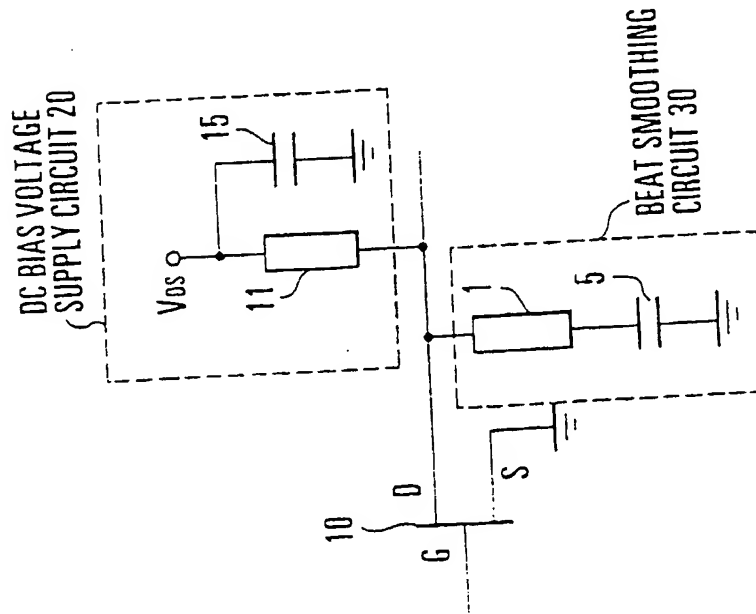 DC BIAS VOLTAGE
SUPPLY CIRCUIT 20
VDS
15
11
10
G
D
S
1
5
BEAT SMOOTHING
CIRCUIT 30